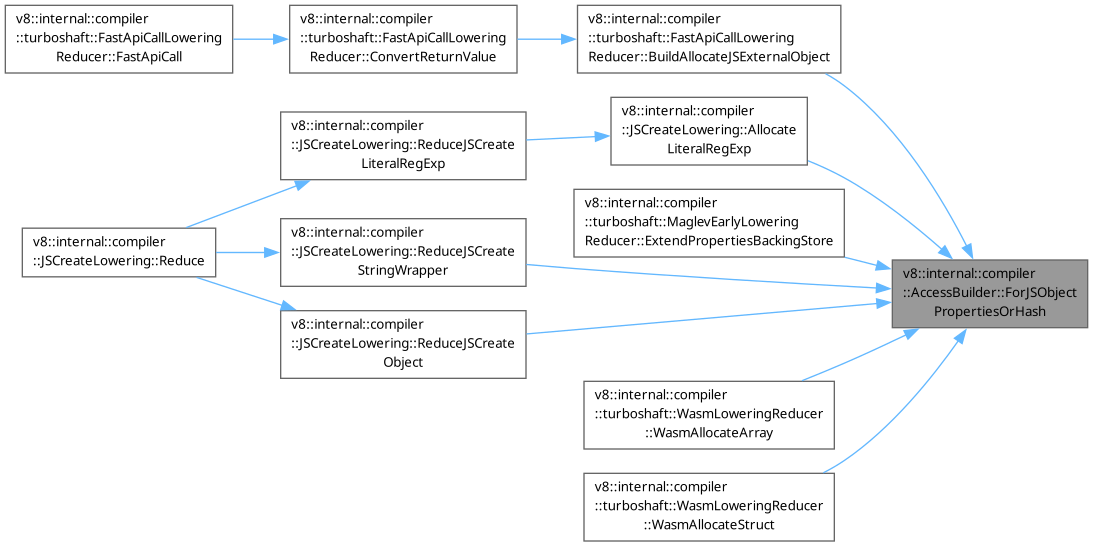 v8::internal::compiler
::turboshaft::FastApiCallLowering
Reducer::FastApiCall
v8::internal::compiler
::turboshaft::FastApiCallLowering
Reducer::ConvertReturnValue
v8::internal::compiler
::turboshaft::FastApiCallLowering
Reducer::BuildAllocateJSExternalObject
v8::internal::compiler
::JSCreateLowering::ReduceJSCreate
LiteralRegExp
v8::internal::compiler
::JSCreateLowering::Allocate
LiteralRegExp
v8::internal::compiler
::turboshaft::MaglevEarlyLowering
Reducer::ExtendPropertiesBackingStore
v8::internal::compiler
::JSCreateLowering::Reduce
v8::internal::compiler
::JSCreateLowering::ReduceJSCreate
StringWrapper
v8::internal::compiler
::AccessBuilder::ForJSObject
PropertiesOrHash
v8::internal::compiler
::JSCreateLowering::ReduceJSCreate
Object
v8::internal::compiler
::turboshaft::WasmLoweringReducer
::WasmAllocateArray
v8::internal::compiler
::turboshaft::WasmLoweringReducer
::WasmAllocateStruct